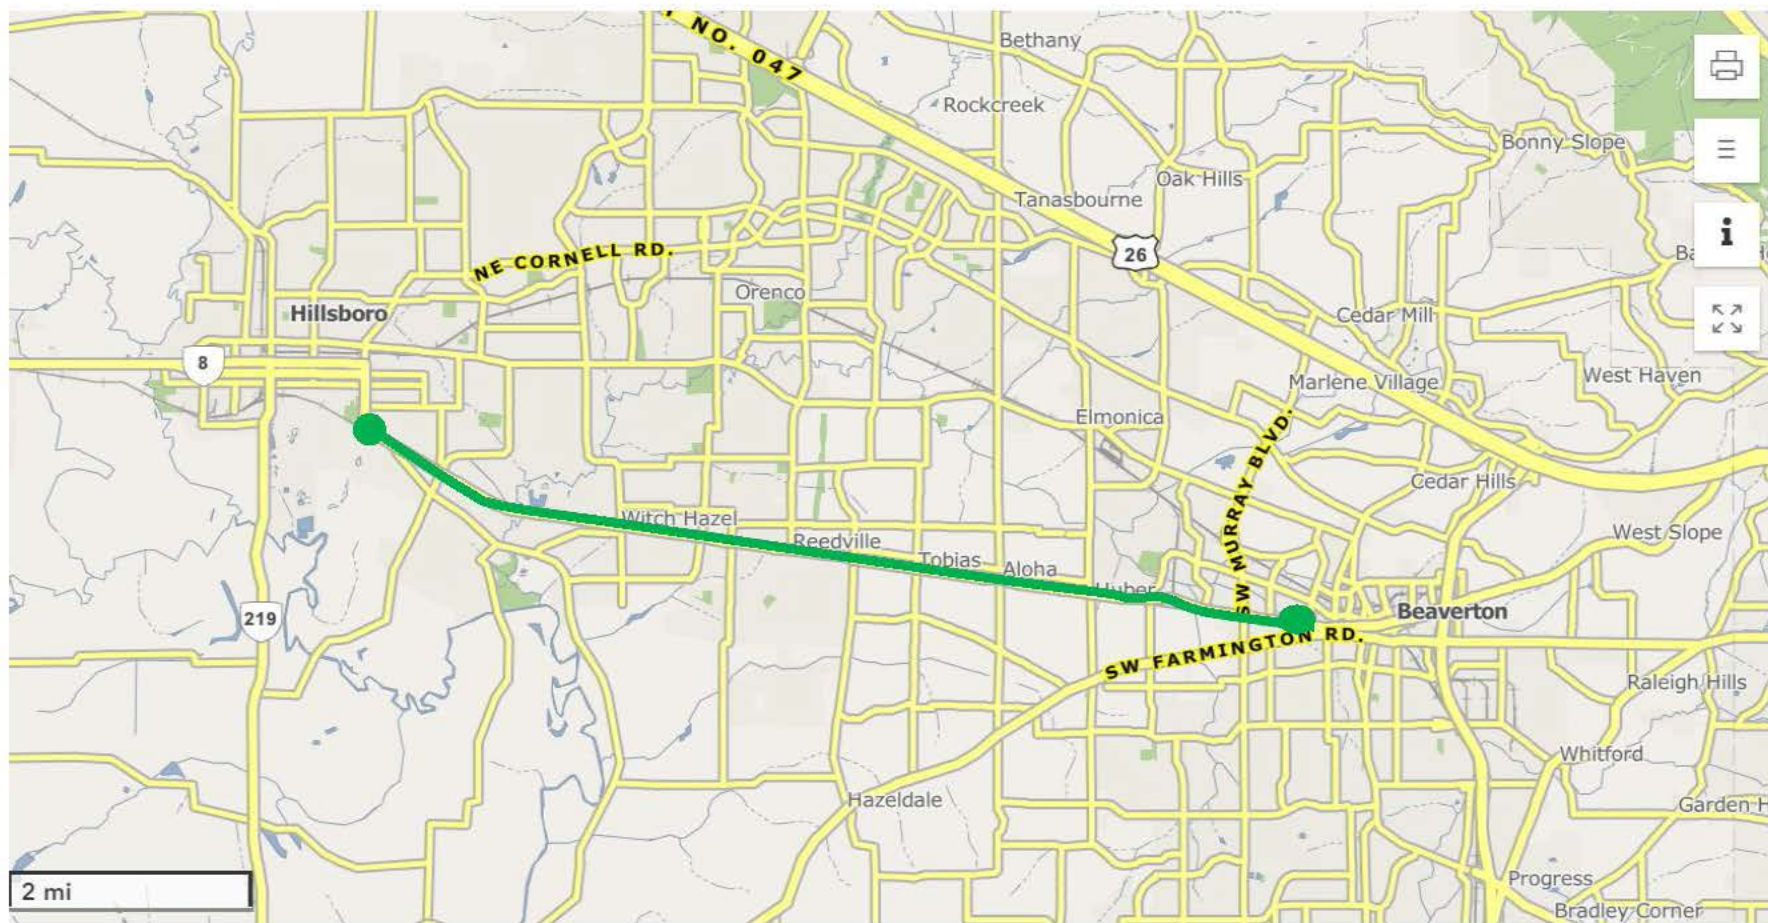 Y NO. 047
Bethany
Rockcreek
Bonny Slope
Oak Hills
Tanasbourne
26
NE CORNELL RD.
Orenco
Hillsboro
Cedar Mill
8
Marlene Village
West Haven
Elmonica
SW MURRAY BLVD.
Cedar Hills
Witch Hazel
West Slope
Reedville
Tobias
Aloha
Huber
219
Beaverton
SW FARMINGTON RD.
Raleigh Hills
Whitford
Hazeldale
Garden H
2 mi
Progress
Bradley Corner